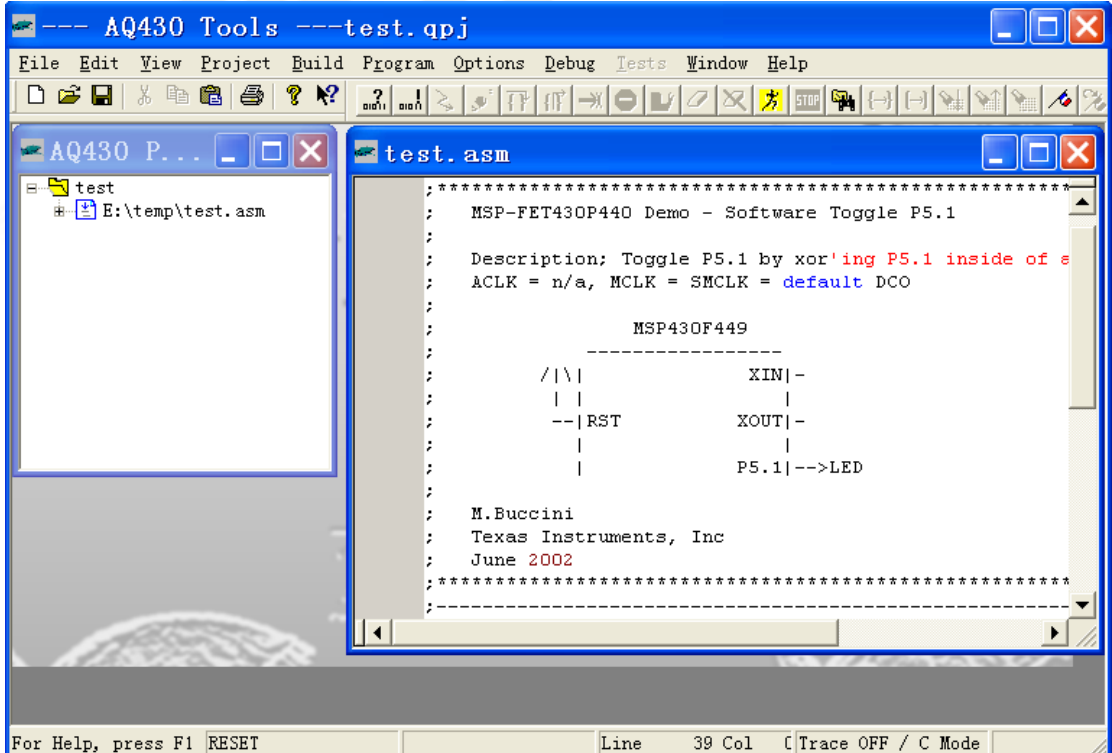 --- AQ430 Tools ---test.qpj
File Edit View Project Build Program Options Debug Tests Window Help
STOP
AQ430 P...
test
E:\temp\test.asm
test.asm
;***********************************************************
;   MSP-FET430P440 Demo - Software Toggle P5.1
;
;   Description; Toggle P5.1 by xor'ing P5.1 inside of a
;   ACLK = n/a, MCLK = SMCLK = default DCO
;
;                 MSP430F449
;             -----------------
;         /|\|              XIN|-
;          | |                 |
;          --|RST          XOUT|-
;            |                 |
;            |             P5.1|-->LED
;
;   M.Buccini
;   Texas Instruments, Inc
;   June 2002
;***********************************************************
;-----------------------------------------------------------
For Help, press F1 RESET Line 39 Col Trace OFF / C Mode